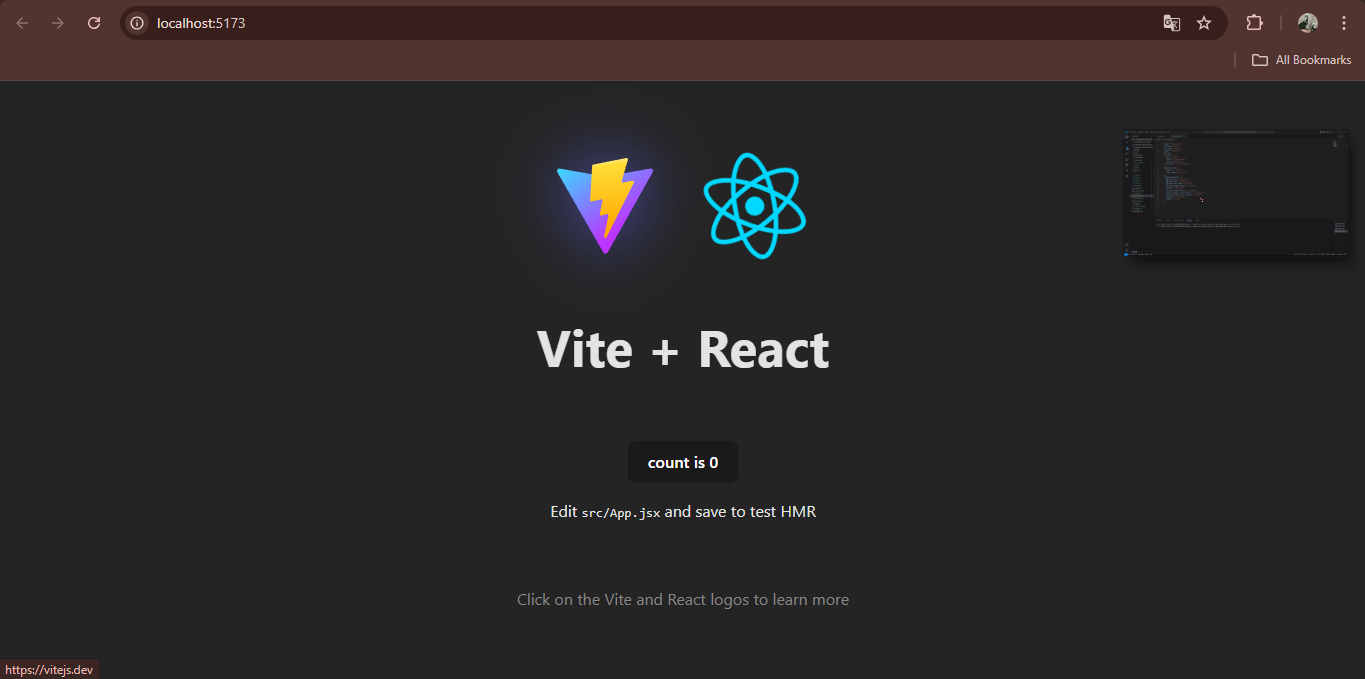 localhost:5173
All Bookmarks
Vite + React
count is 0
Edit src/App.jsx and save to test HMR
Click on the Vite and React logos to learn more
https://vitejs.dev